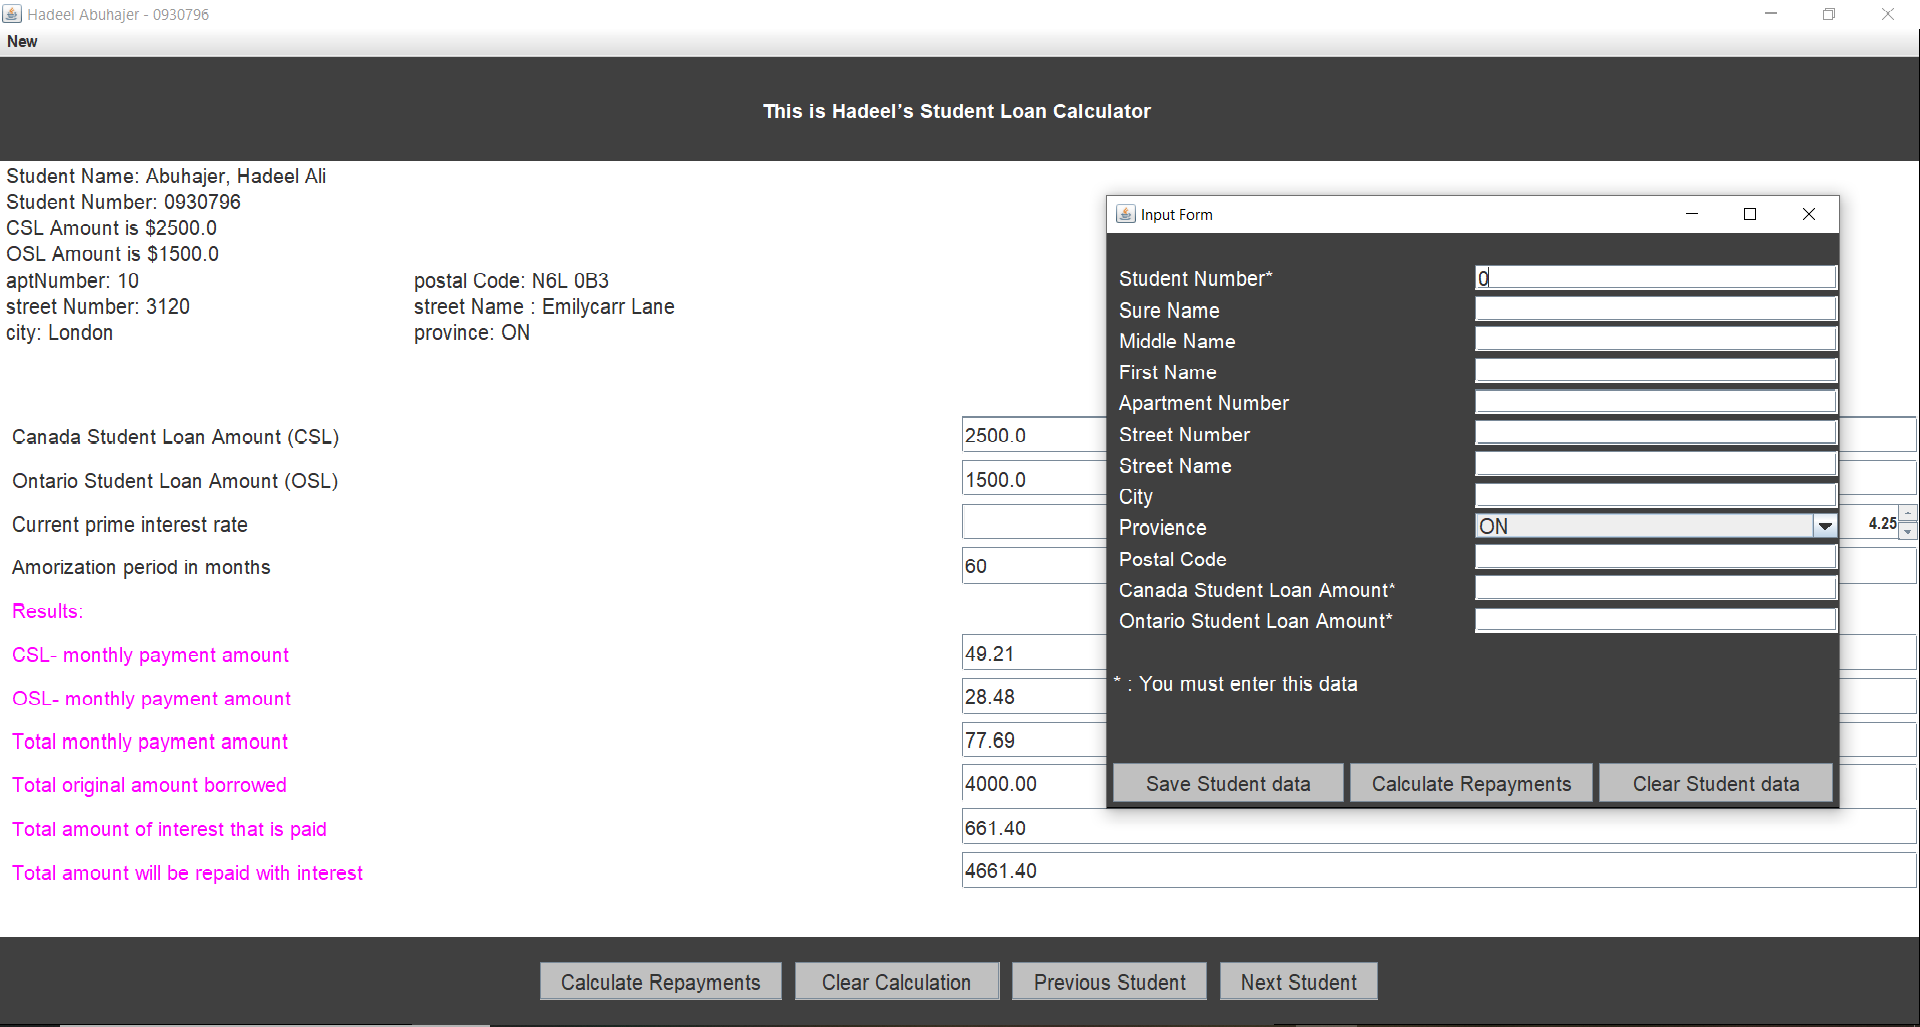 Hadeel Abuhajer - 0930796
New
This is Hadeel's Student Loan Calculator
Student Name: Abuhajer, Hadeel Ali
Student Number: 0930796
CSL Amount is $2500.0
OSL Amount is $1500.0
aptNumber: 10 postal Code: N6L 0B3
street Number: 3120 street Name : Emilycarr Lane
city: London province: ON
Canada Student Loan Amount (CSL) 2500.0
Ontario Student Loan Amount (OSL) 1500.0
Current prime interest rate 4.25
Amorization period in months 60
Results:
CSL- monthly payment amount 49.21
OSL- monthly payment amount 28.48
Total monthly payment amount 77.69
Total original amount borrowed 4000.00
Total amount of interest that is paid 661.40
Total amount will be repaid with interest 4661.40
Calculate Repayments Clear Calculation Previous Student Next Student
Input Form
Student Number* 0
Sure Name
Middle Name
First Name
Apartment Number
Street Number
Street Name
City
Provience ON
Postal Code
Canada Student Loan Amount*
Ontario Student Loan Amount*
* : You must enter this data
Save Student data Calculate Repayments Clear Student data